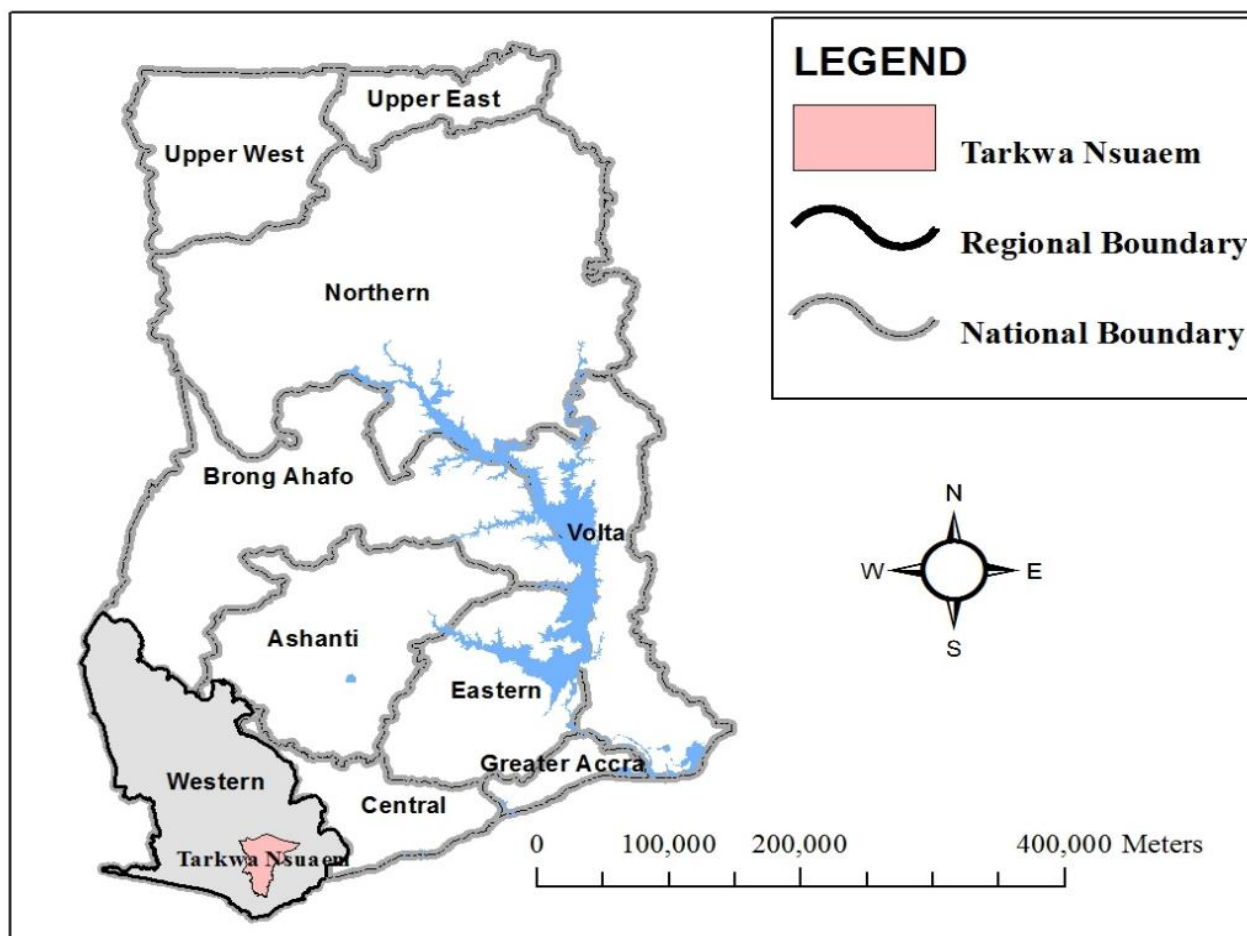 LEGEND
Tarkwa Nsuaem
Regional Boundary
National Boundary
Upper East
Upper West
Northern
Brong Ahafo
Volta
Ashanti
Eastern
Greater Accra
Western
Central
Tarkwa Nsuaem
N
W E
S
0 100,000 200,000 400,000 Meters